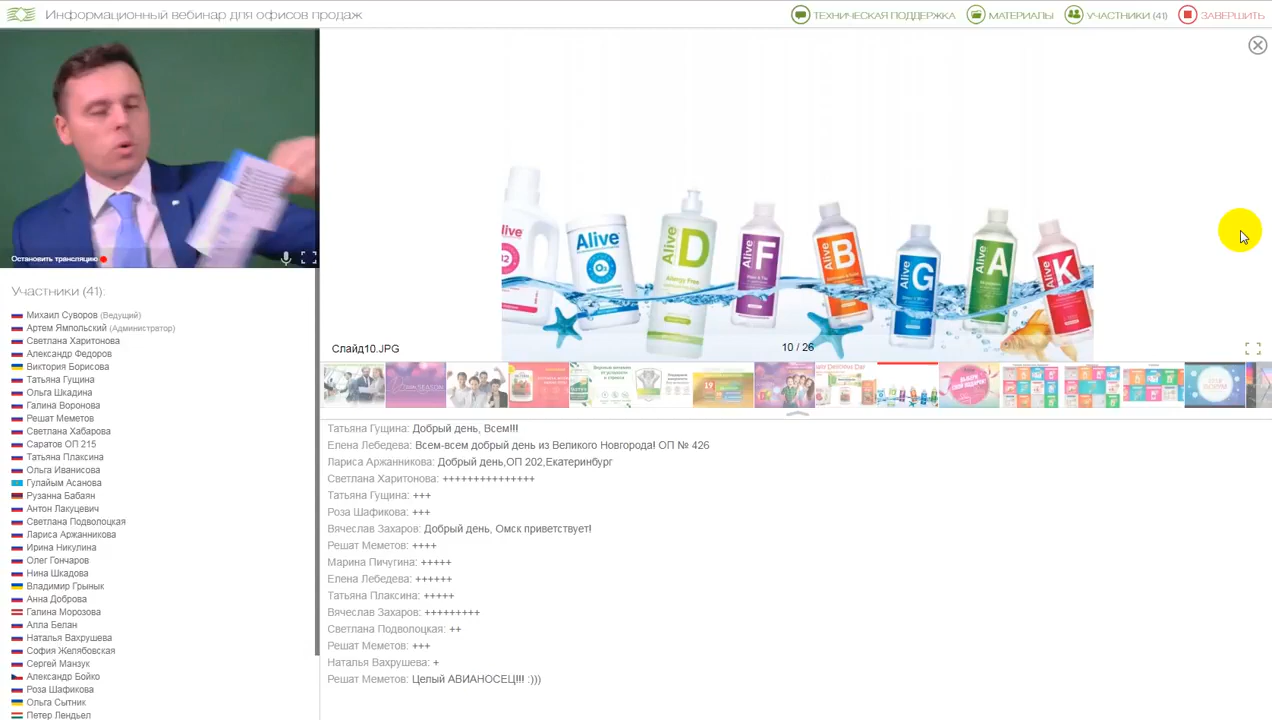 Информационный вебинар для офисов продаж
ТЕХНИЧЕСКАЯ ПОДДЕРЖКА
МАТЕРИАЛЫ
УЧАСТНИКИ (41)
ЗАВЕРШИТЬ
Остановить трансляцию
Участники (41):
Михаил Суворов (Ведущий)
Артем Ямпольский (Администратор)
Светлана Харитонова
Александр Федоров
Виктория Борисова
Татьяна Гущина
Ольга Шкадина
Галина Воронова
Решат Меметов
Светлана Хабарова
Саратов ОП 215
Татьяна Плаксина
Ольга Иванисова
Гулайым Асанова
Рузанна Бабаян
Антон Лакуцевич
Светлана Подволоцкая
Лариса Аржанникова
Ирина Никулина
Олег Гончаров
Нина Шкадова
Владимир Грынык
Анна Доброва
Галина Морозова
Алла Белан
Наталья Вахрушева
София Желябовская
Сергей Манзук
Александр Бойко
Роза Шафикова
Ольга Сытник
Петер Лендьел
Alive
O2
Alive D
Allergy Free
Alive F
Alive B
Alive G
Alive A
Alive K
Слайд10.JPG
10 / 26
Татьяна Гущина: Добрый день, Всем!!!
Елена Лебедева: Всем-всем добрый день из Великого Новгорода! ОП № 426
Лариса Аржанникова: Добрый день,ОП 202,Екатеринбург
Светлана Харитонова: +++++++++++++++
Татьяна Гущина: +++
Роза Шафикова: +++
Вячеслав Захаров: Добрый день, Омск приветствует!
Решат Меметов: ++++
Марина Пичугина: +++++
Елена Лебедева: ++++++
Татьяна Плаксина: +++++
Вячеслав Захаров: +++++++++
Светлана Подволоцкая: ++
Решат Меметов: +++
Наталья Вахрушева: +
Решат Меметов: Целый АВИАНОСЕЦ!!! :)))